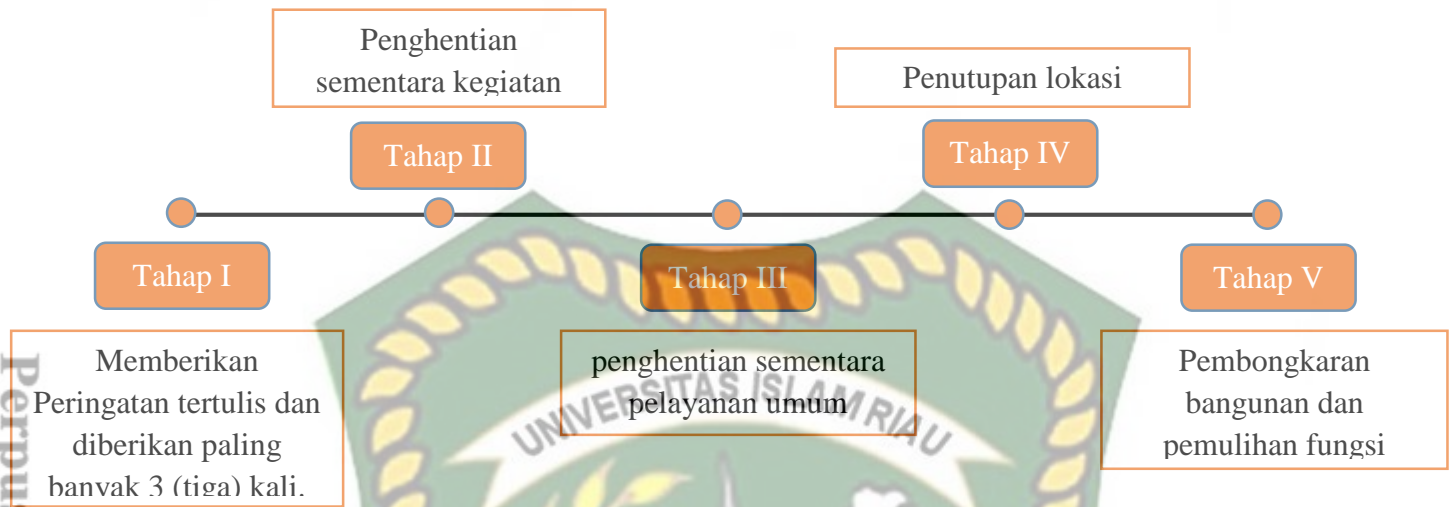 Penghentian
sementara kegiatan
Penutupan lokasi
Tahap II
Tahap IV
Tahap I
Tahap III
Tahap V
Memberikan
Peringatan tertulis dan
diberikan paling
banyak 3 (tiga) kali.
penghentian sementara
pelayanan umum
Pembongkaran
bangunan dan
pemulihan fungsi
UNIVERSITAS ISLAM RIAU
Perpus